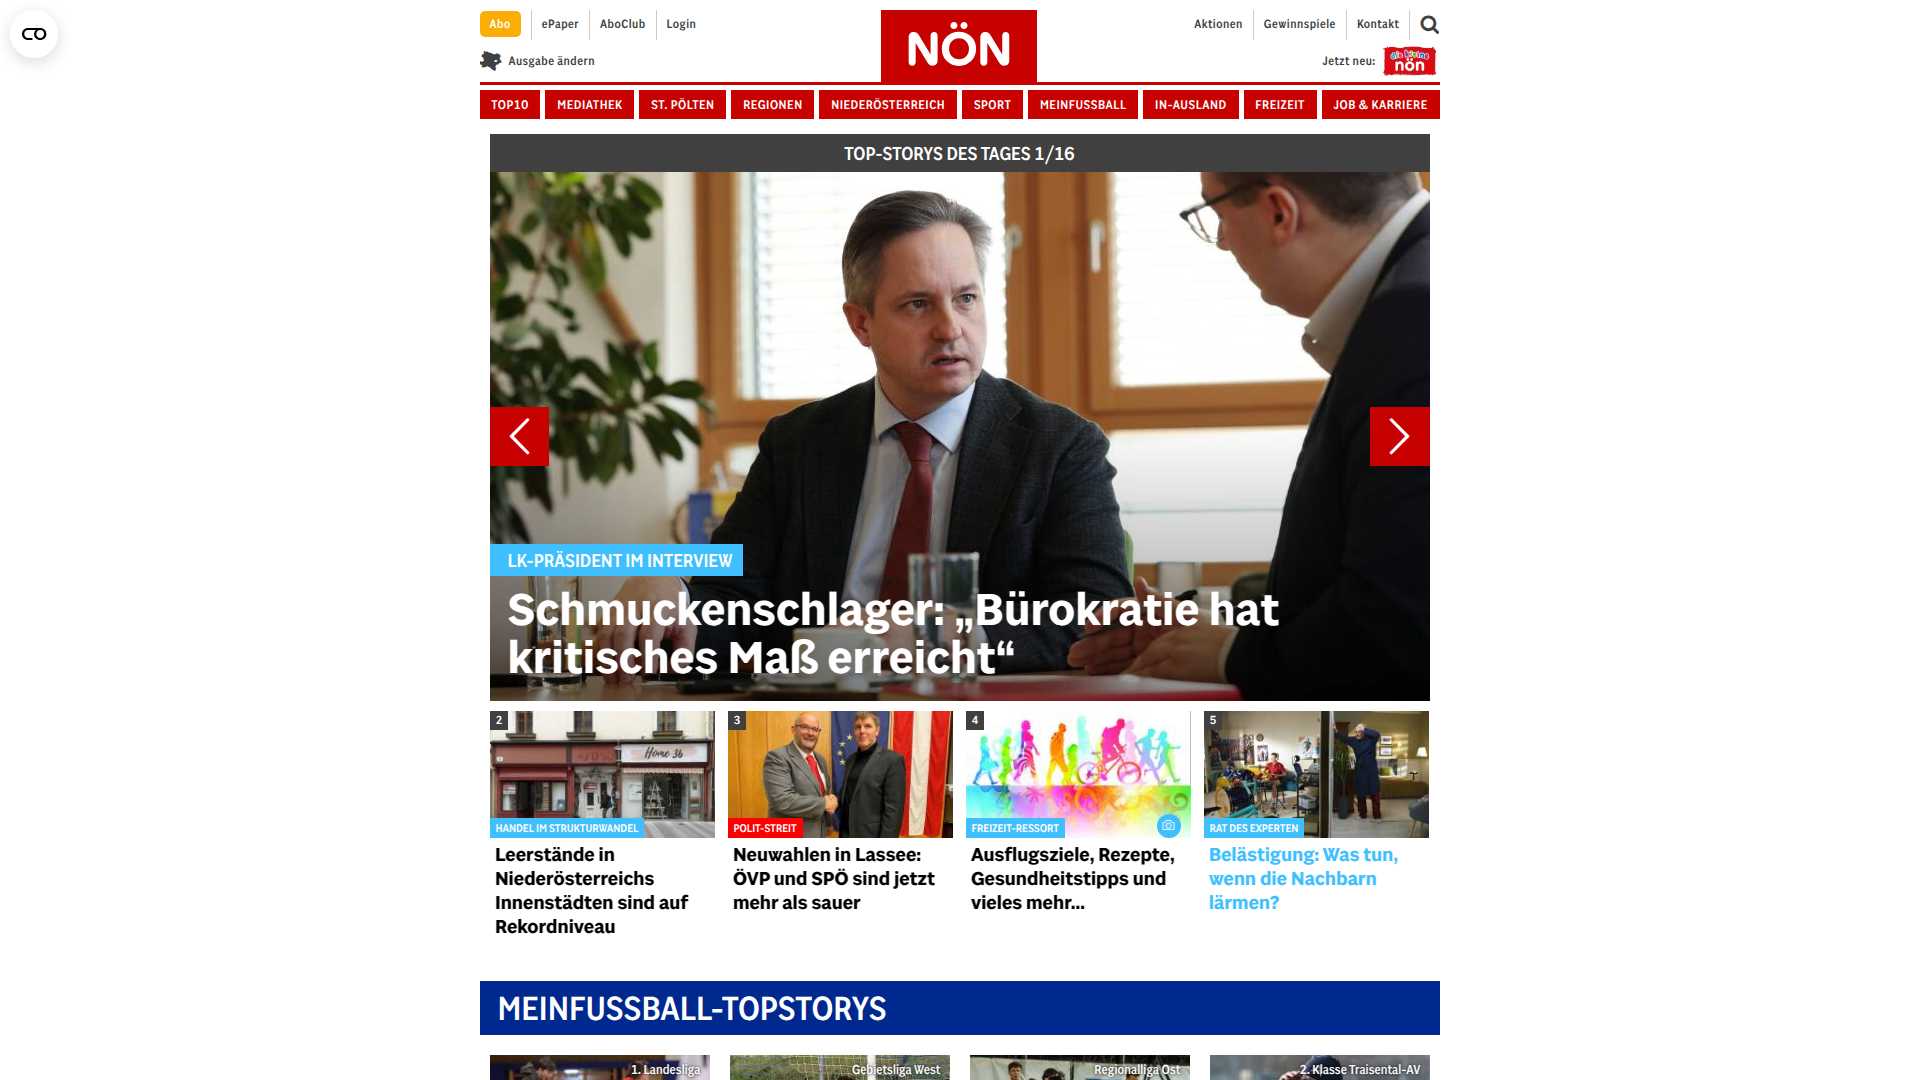 Abo
ePaper
AboClub
Login
Ausgabe ändern
NÖN
Aktionen
Gewinnspiele
Kontakt
Jetzt neu:
die kleine
nön
TOP10
MEDIATHEK
ST. PÖLTEN
REGIONEN
NIEDERÖSTERREICH
SPORT
MEINFUSSBALL
IN-AUSLAND
FREIZEIT
JOB & KARRIERE
TOP-STORYS DES TAGES 1/16
LK-PRÄSIDENT IM INTERVIEW
Schmuckenschlager: „Bürokratie hat
kritisches Maß erreicht“
2
Home 36
HANDEL IM STRUKTURWANDEL
Leerstände in
Niederösterreichs
Innenstädten sind auf
Rekordniveau
3
POLIT-STREIT
Neuwahlen in Lassee:
ÖVP und SPÖ sind jetzt
mehr als sauer
4
FREIZEIT-RESSORT
Ausflugsziele, Rezepte,
Gesundheitstipps und
vieles mehr...
5
RAT DES EXPERTEN
Belästigung: Was tun,
wenn die Nachbarn
lärmen?
MEINFUSSBALL-TOPSTORYS
1. Landesliga
Gebietsliga West
Regionalliga Ost
2. Klasse Traisental-AV